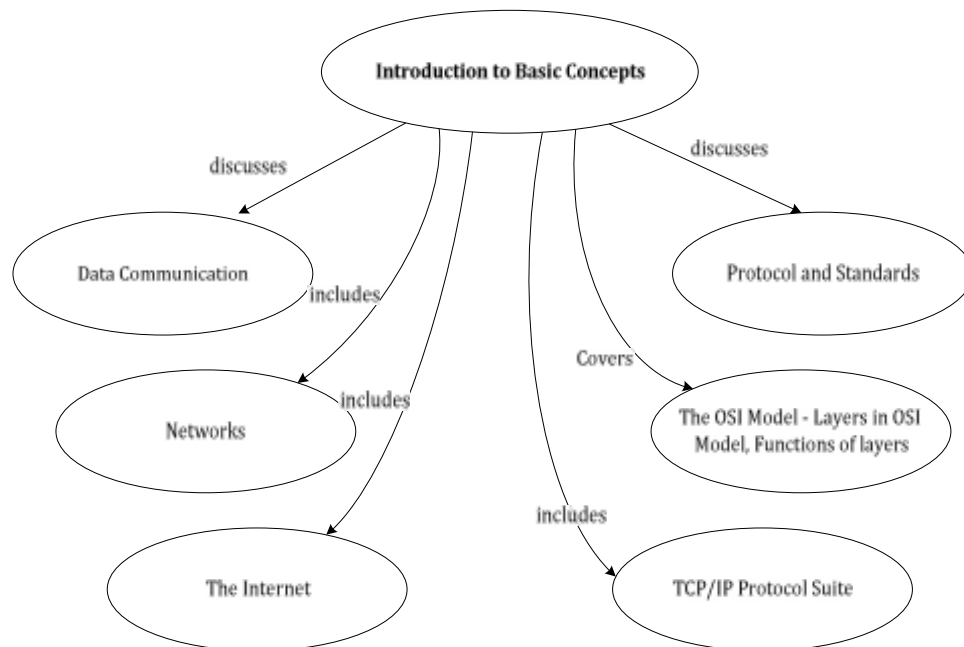 Introduction to Basic Concepts
discusses
discusses
Data Communication
Protocol and Standards
includes
Covers
Networks
includes
The OSI Model - Layers in OSI
Model, Functions of layers
includes
The Internet
TCP/IP Protocol Suite